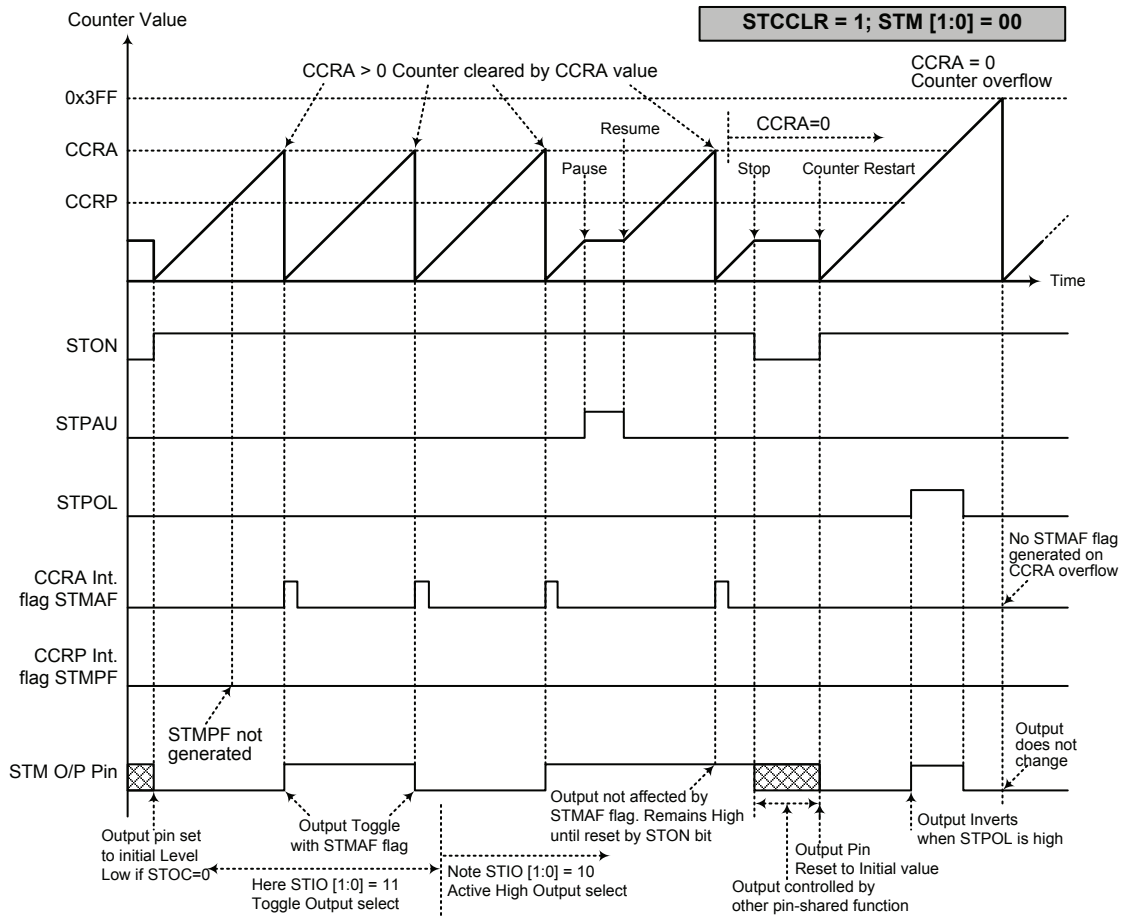 Counter Value
STCCLR = 1; STM [1:0] = 00
CCRA > 0 Counter cleared by CCRA value
CCRA = 0
Counter overflow
0x3FF
Resume
CCRA=0
CCRA
Pause
Stop
Counter Restart
CCRP
Time
STON
STPAU
STPOL
No STMAF flag
generated on
CCRA overflow
CCRA Int.
flag STMAF
CCRP Int.
flag STMPF
STMPF not
generated
Output
does not
change
STM O/P Pin
Output pin set
to initial Level
Low if STOC=0
Output Toggle
with STMAF flag
Output not affected by
STMAF flag. Remains High
until reset by STON bit
Output Inverts
when STPOL is high
Output Pin
Reset to Initial value
Here STIO [1:0] = 11
Toggle Output select
Note STIO [1:0] = 10
Active High Output select
Output controlled by
other pin-shared function